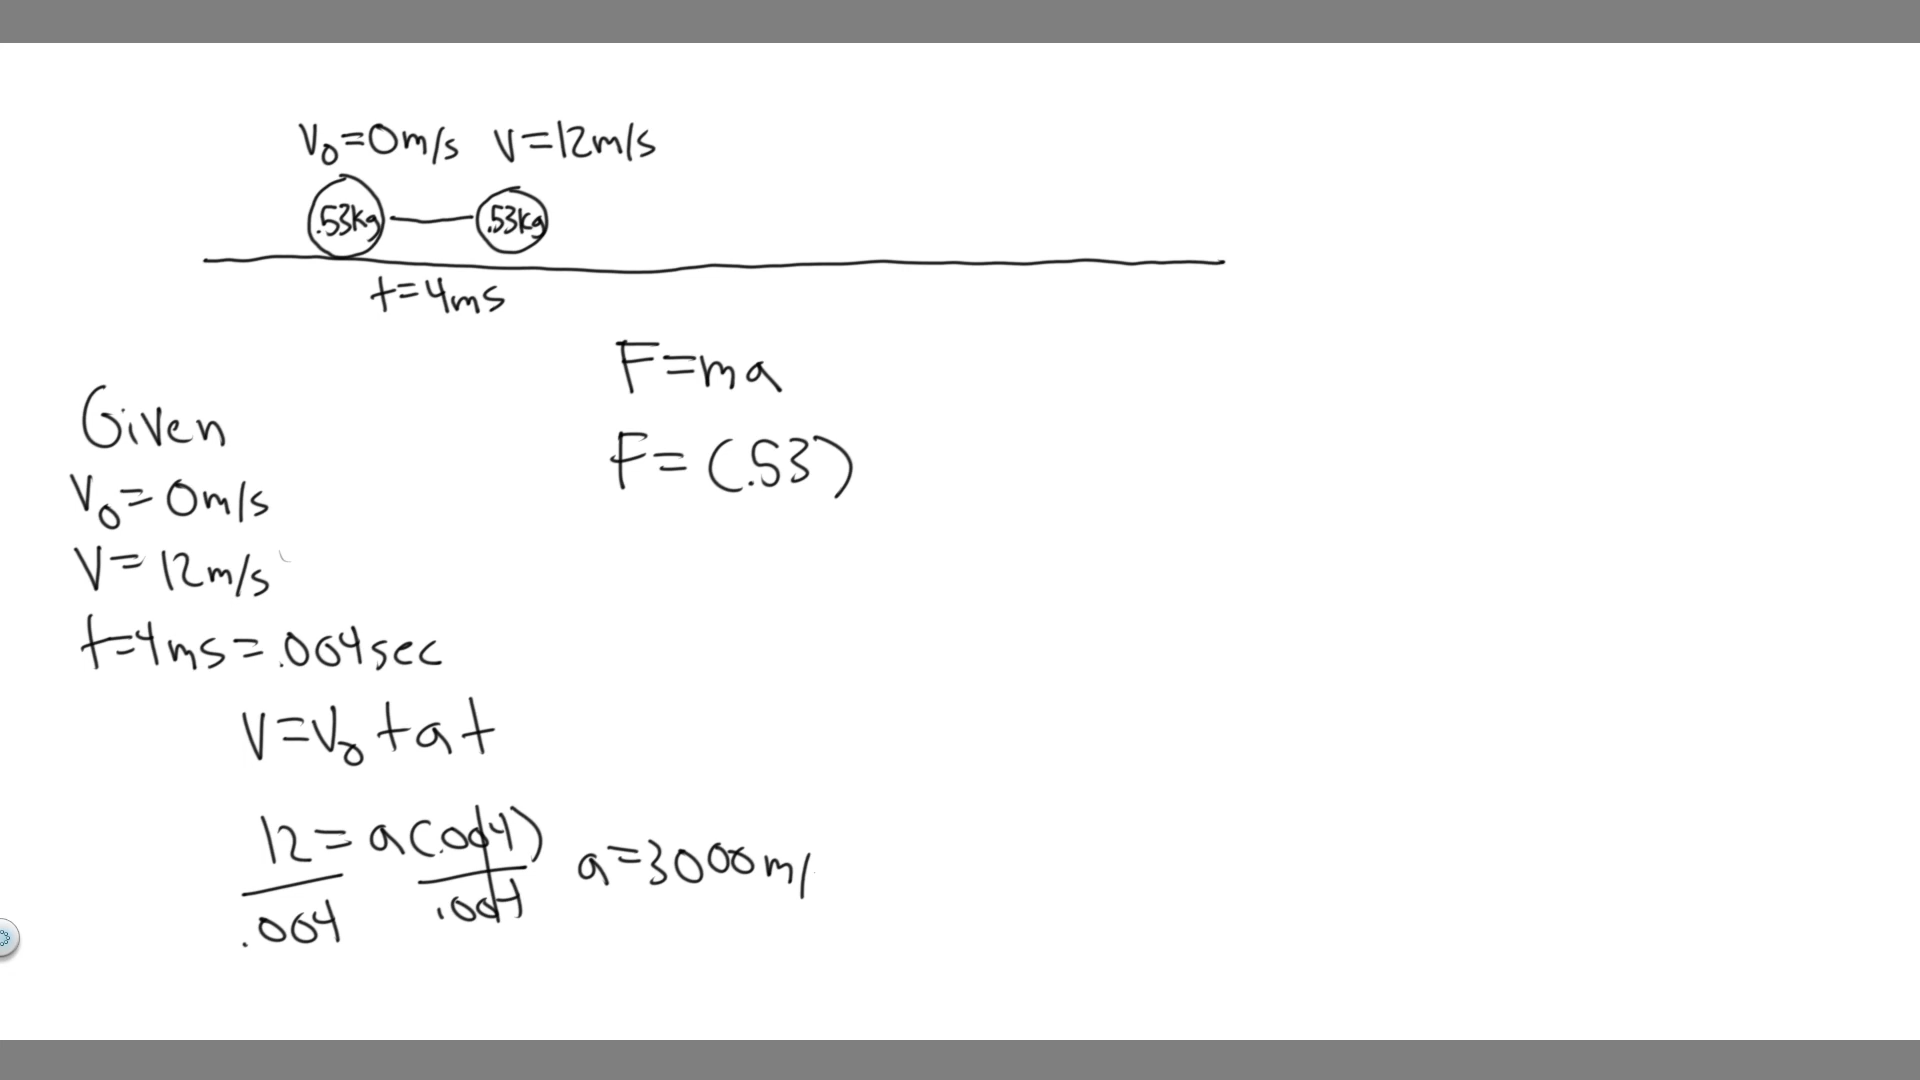 V₀=0m/s V=12m/s
.53kg .53kg
t=4ms
F=ma
F=(.53)
Given
V₀=0m/s
V=12m/s
t=4ms=.004sec
V=V₀+at
12=a(.004)
.004 .004
a=3000m/